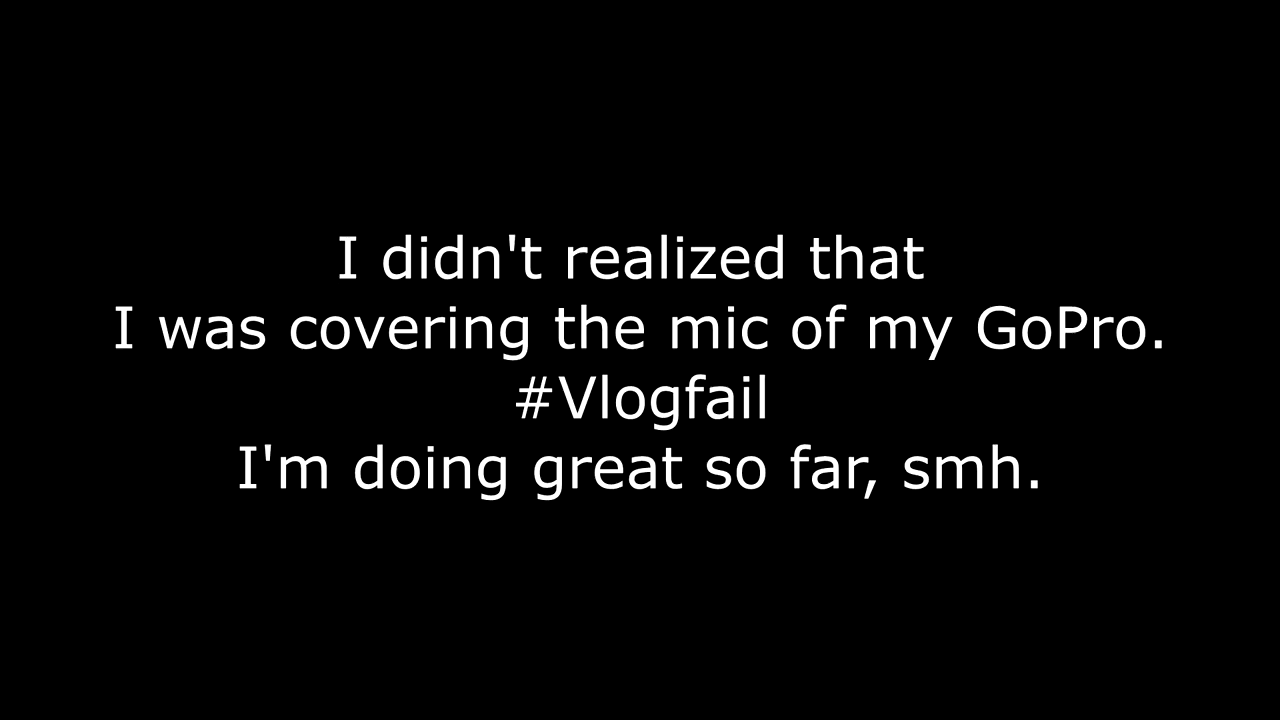 I didn't realized that
I was covering the mic of my GoPro.
#Vlogfail
I'm doing great so far, smh.